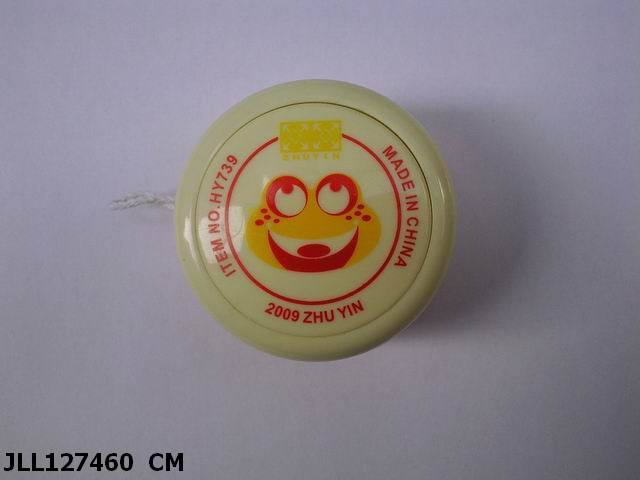 ZHUYIN
ITEM NO.HY739
MADE IN CHINA
2009 ZHU YIN
JLL127460 CM